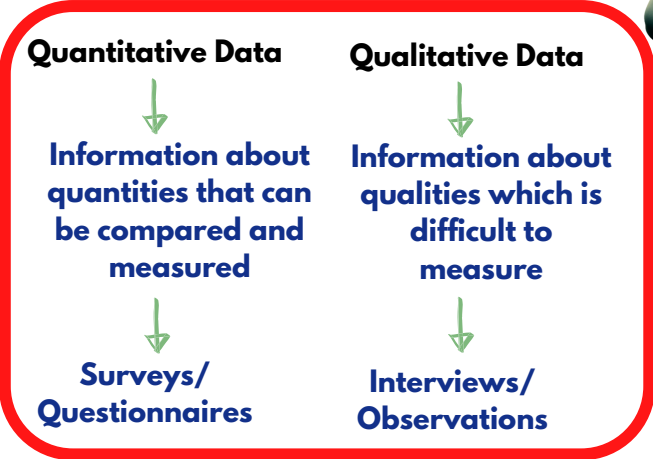 Quantitative Data
Information about
quantities that can
be compared and
measured
Surveys/
Questionnaires
Qualitative Data
Information about
qualities which is
difficult to
measure
Interviews/
Observations